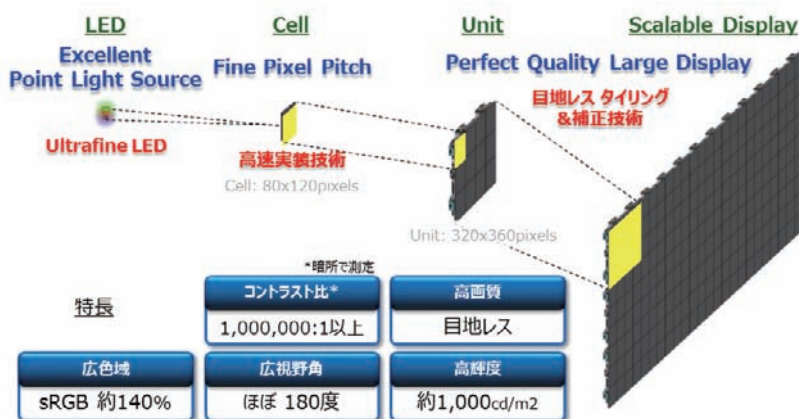 LED
Cell
Unit
Scalable Display
Excellent
Point Light Source
Fine Pixel Pitch
Perfect Quality Large Display
Ultrafine LED
高速実装技術
Cell: 80x120pixels
目地レス タイリング
&補正技術
Unit: 320x360pixels
*暗所で測定
特長
コントラスト比*
1,000,000:1以上
高画質
目地レス
広色域
sRGB 約140%
広視野角
ほぼ 180度
高輝度
約1,000cd/m2